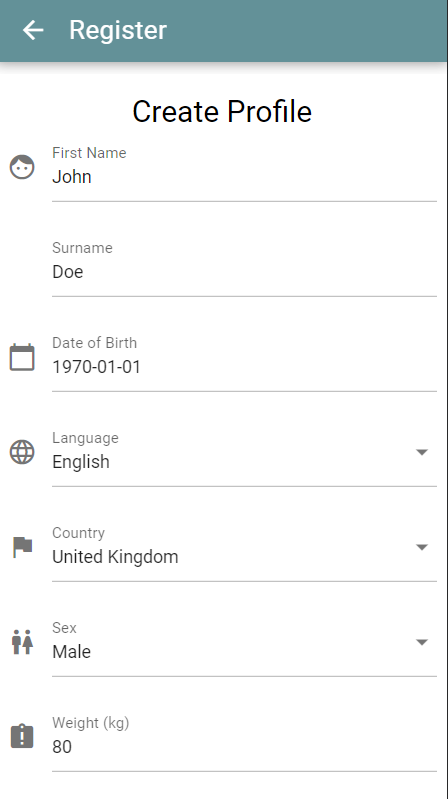 Register
Create Profile
First Name
John
Surname
Doe
Date of Birth
1970-01-01
Language
English
Country
United Kingdom
Sex
Male
Weight (kg)
80